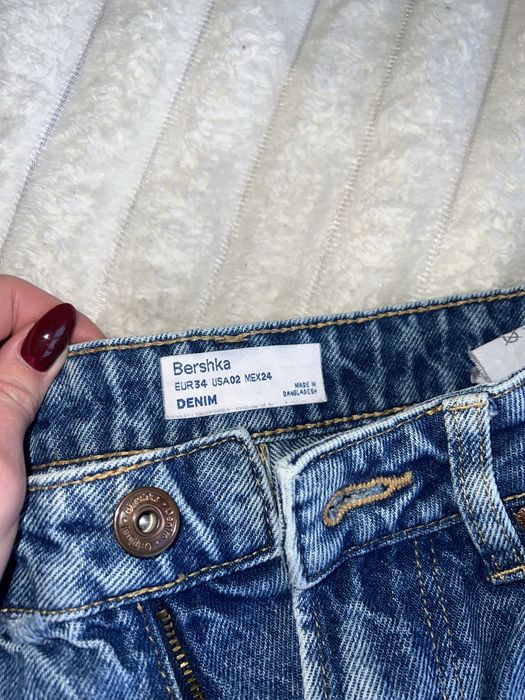 Bershka
EUR34 USA02 MEX24
DENIM
MADE IN
BANGLADESH